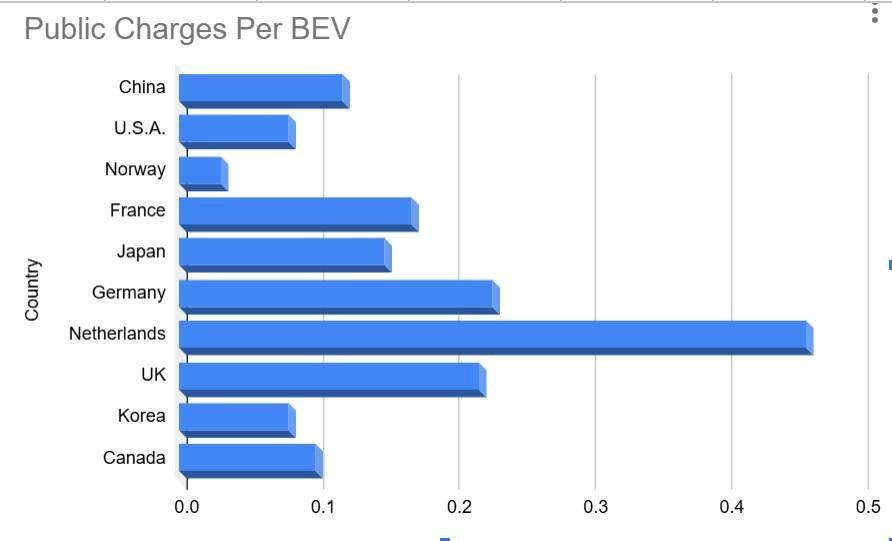 Public Charges Per BEV
China
U.S.A.
Norway
France
Japan
Germany
Netherlands
UK
Korea
Canada
Country
0.0 0.1 0.2 0.3 0.4 0.5